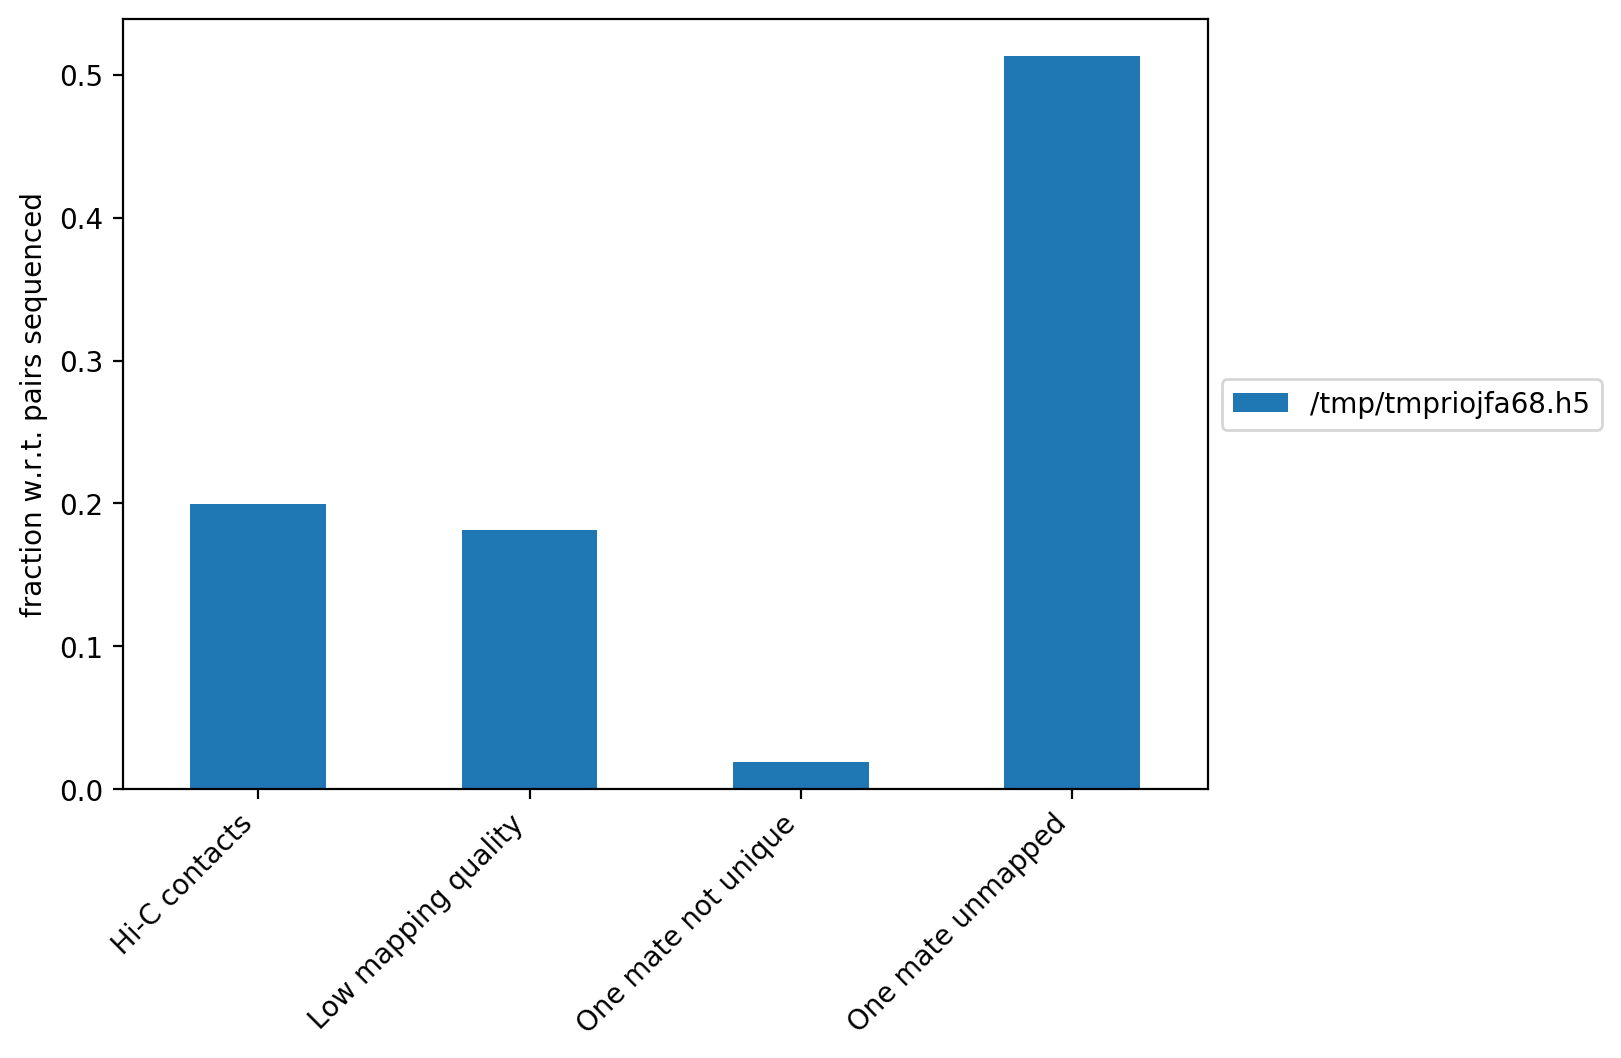 fraction w.r.t. pairs sequenced
0.5
0.4
0.3
0.2
0.1
0.0
Hi-C contacts
Low mapping quality
One mate not unique
One mate unmapped
/tmp/tmpriojfa68.h5